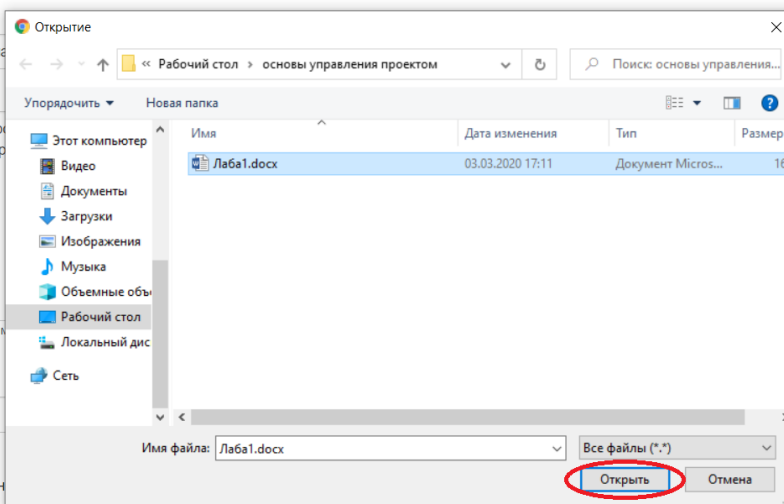 Открытие
« Рабочий стол › основы управления проектом
Поиск: основы управления...
Упорядочить Новая папка
Имя Дата изменения Тип Размер
Лаба1.docx 03.03.2020 17:11 Документ Micros... 16
Этот компьютер
Видео
Документы
Загрузки
Изображения
Музыка
Объемные объ
Рабочий стол
Локальный дис
Сеть
Имя файла: Лаба1.docx Все файлы (*.*)
Открыть Отмена